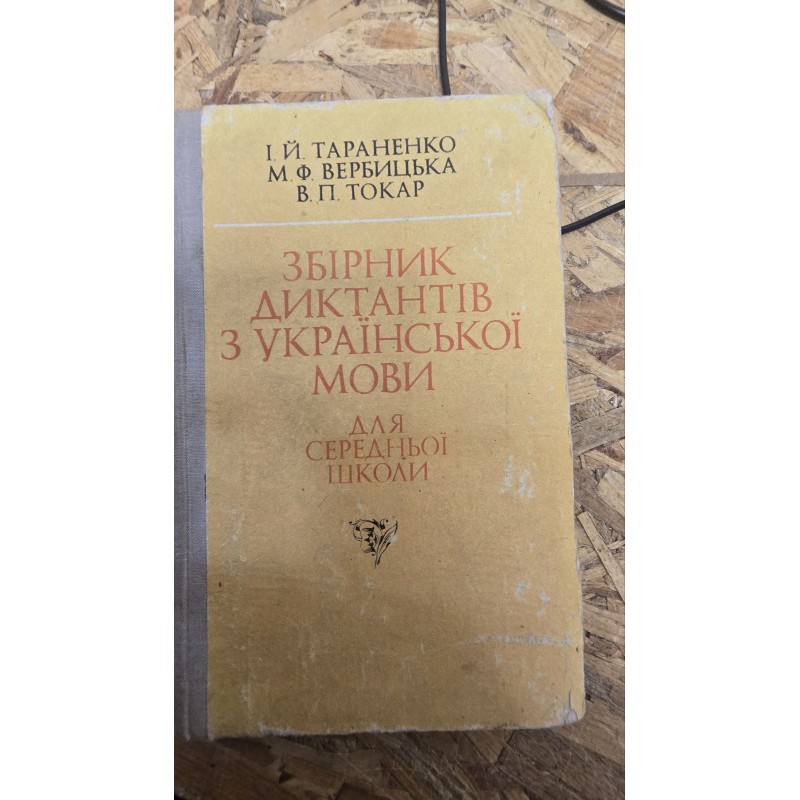 І. Й. ТАРАНЕНКО
М. Ф. ВЕРБИЦЬКА
В. П. ТОКАР
ЗБІРНИК
ДИКТАНТІВ
З УКРАЇНСЬКОЇ
МОВИ
ДЛЯ
СЕРЕДНЬОЇ
ШКОЛИ